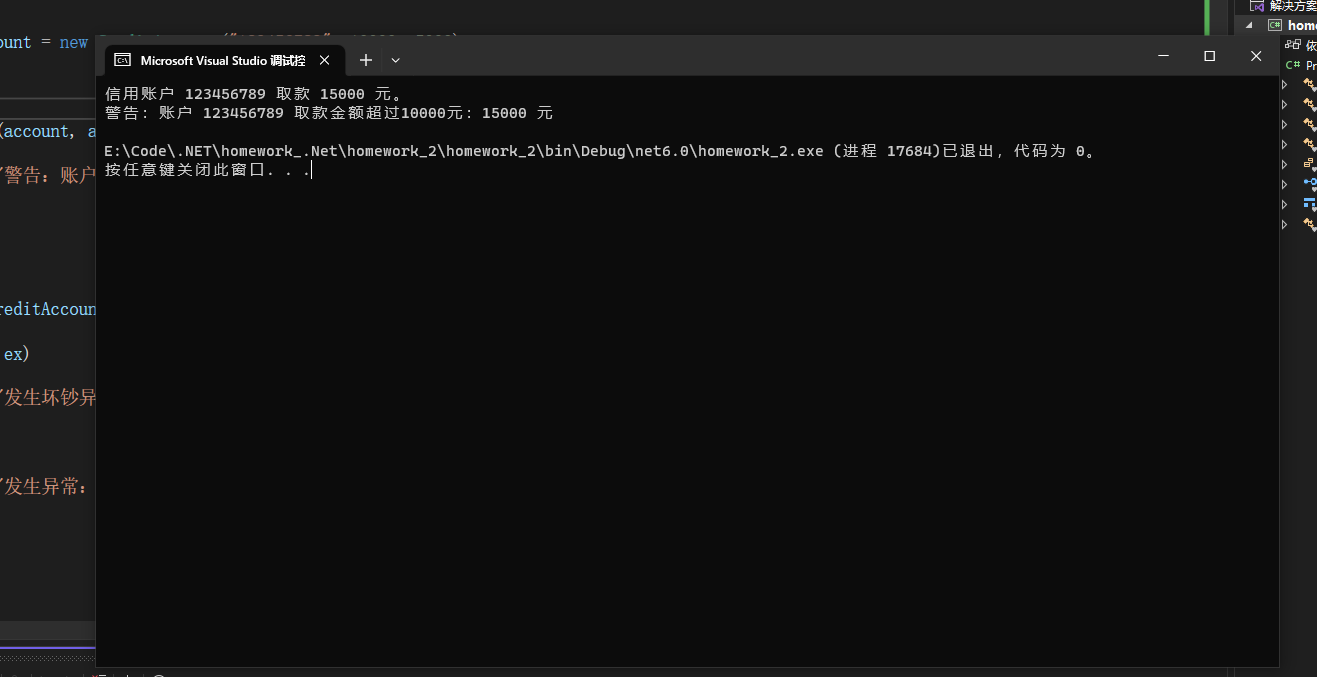 解决方案
ount = new
home
Microsoft Visual Studio 调试控
依
C# Pr
信用账户 123456789 取款 15000 元。
警告: 账户 123456789 取款金额超过10000元: 15000 元
(account, a
E:\Code\.NET\homework_.Net\homework_2\homework_2\bin\Debug\net6.0\homework_2.exe (进程 17684)已退出, 代码为 0。
按任意键关闭此窗口. . .
"警告: 账户
reditAccoun
ex)
"发生坏钞异
"发生异常: